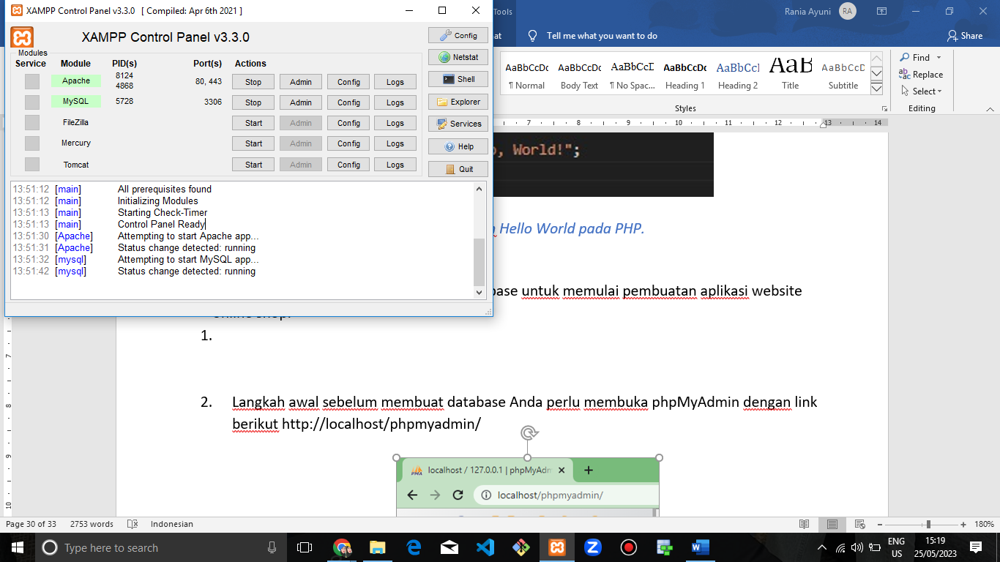 XAMPP Control Panel v3.3.0 [ Compiled: Apr 6th 2021 ]
Tools
Rania Ayuni RA
XAMPP Control Panel v3.3.0
Config
at
Tell me what you want to do
Share
Modules
Service Module PID(s) Port(s) Actions
Netstat
Apache 8124 4868 80, 443 Stop Admin Config Logs
Shell
MySQL 5728 3306 Stop Admin Config Logs
Explorer
FileZilla Start Admin Config Logs
Services
Mercury Start Admin Config Logs
Help
Tomcat Start Admin Config Logs
Quit
AaBbCcDc AaBbCcDc AaBbCcD AaBbCcDc AaBbCcI AaB AaBbCcD
¶ Normal Body Text ¶ No Spac... Heading 1 Heading 2 Title Subtitle
Styles
Find
Replace
Select
Editing
7 8 9 10 11 12 13 14
13:51:12 [main] All prerequisites found
13:51:12 [main] Initializing Modules
13:51:13 [main] Starting Check-Timer
13:51:13 [main] Control Panel Ready
13:51:30 [Apache] Attempting to start Apache app...
13:51:31 [Apache] Status change detected: running
13:51:32 [mysql] Attempting to start MySQL app...
13:51:42 [mysql] Status change detected: running
o, World!";
Hello World pada PHP.
base untuk memulai pembuatan aplikasi website
1.
2. Langkah awal sebelum membuat database Anda perlu membuka phpMyAdmin dengan link
berikut http://localhost/phpmyadmin/
7
8
9
10
PMA localhost / 127.0.0.1 | phpMyAdm
localhost/phpmyadmin/
Page 30 of 33 2753 words Indonesian 180%
Type here to search
ENG
US
15:19
25/05/2023